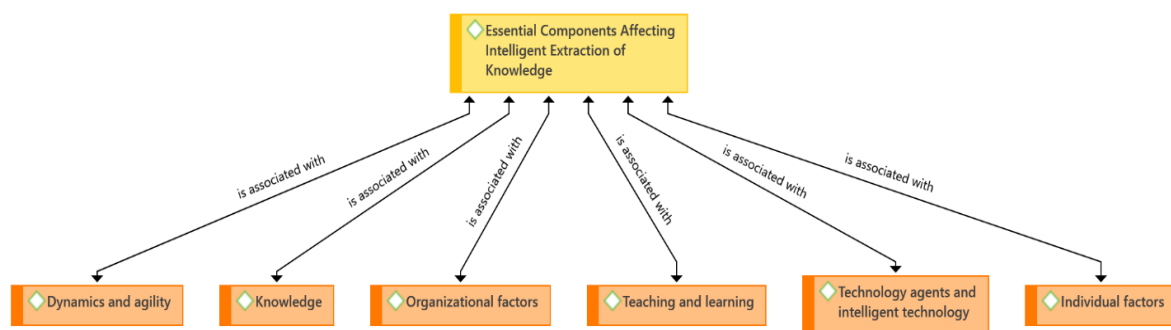 Essential Components Affecting
Intelligent Extraction of
Knowledge
is associated with
is associated with
is associated with
is associated with
is associated with
is associated with
Dynamics and agility
Knowledge
Organizational factors
Teaching and learning
Technology agents and
intelligent technology
Individual factors